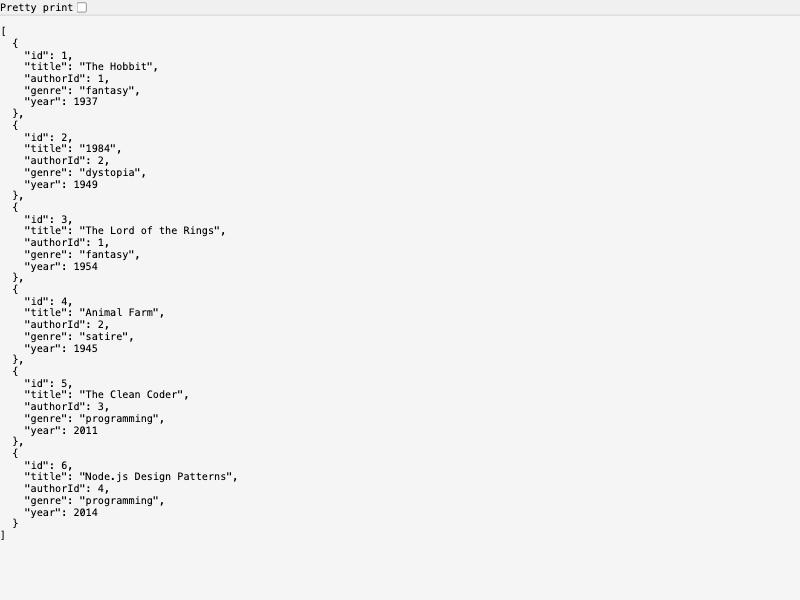 Pretty print
[
  {
    "id": 1,
    "title": "The Hobbit",
    "authorId": 1,
    "genre": "fantasy",
    "year": 1937
  },
  {
    "id": 2,
    "title": "1984",
    "authorId": 2,
    "genre": "dystopia",
    "year": 1949
  },
  {
    "id": 3,
    "title": "The Lord of the Rings",
    "authorId": 1,
    "genre": "fantasy",
    "year": 1954
  },
  {
    "id": 4,
    "title": "Animal Farm",
    "authorId": 2,
    "genre": "satire",
    "year": 1945
  },
  {
    "id": 5,
    "title": "The Clean Coder",
    "authorId": 3,
    "genre": "programming",
    "year": 2011
  },
  {
    "id": 6,
    "title": "Node.js Design Patterns",
    "authorId": 4,
    "genre": "programming",
    "year": 2014
  }
]